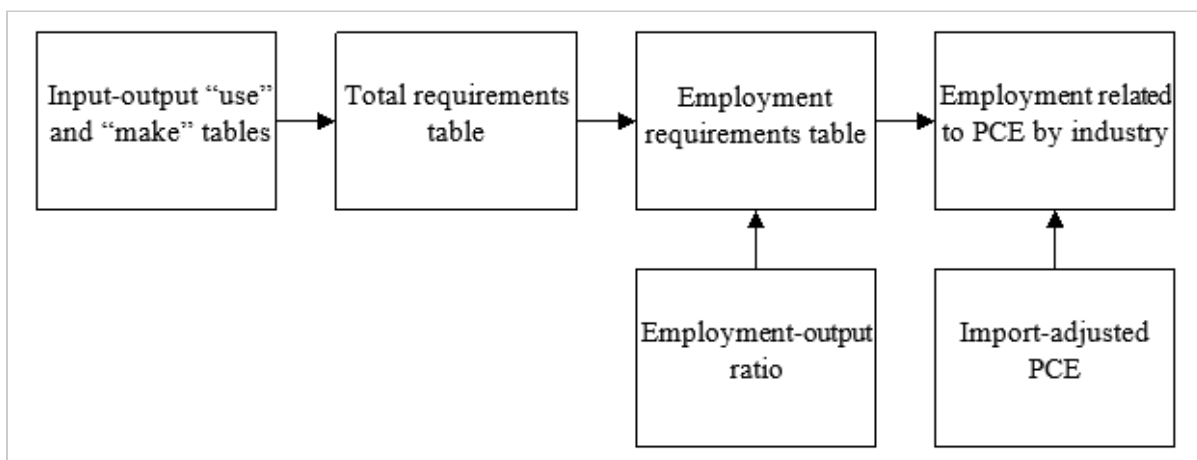 Input-output “use”
and “make” tables
Total requirements
table
Employment
requirements table
Employment related
to PCE by industry
Employment-output
ratio
Import-adjusted
PCE